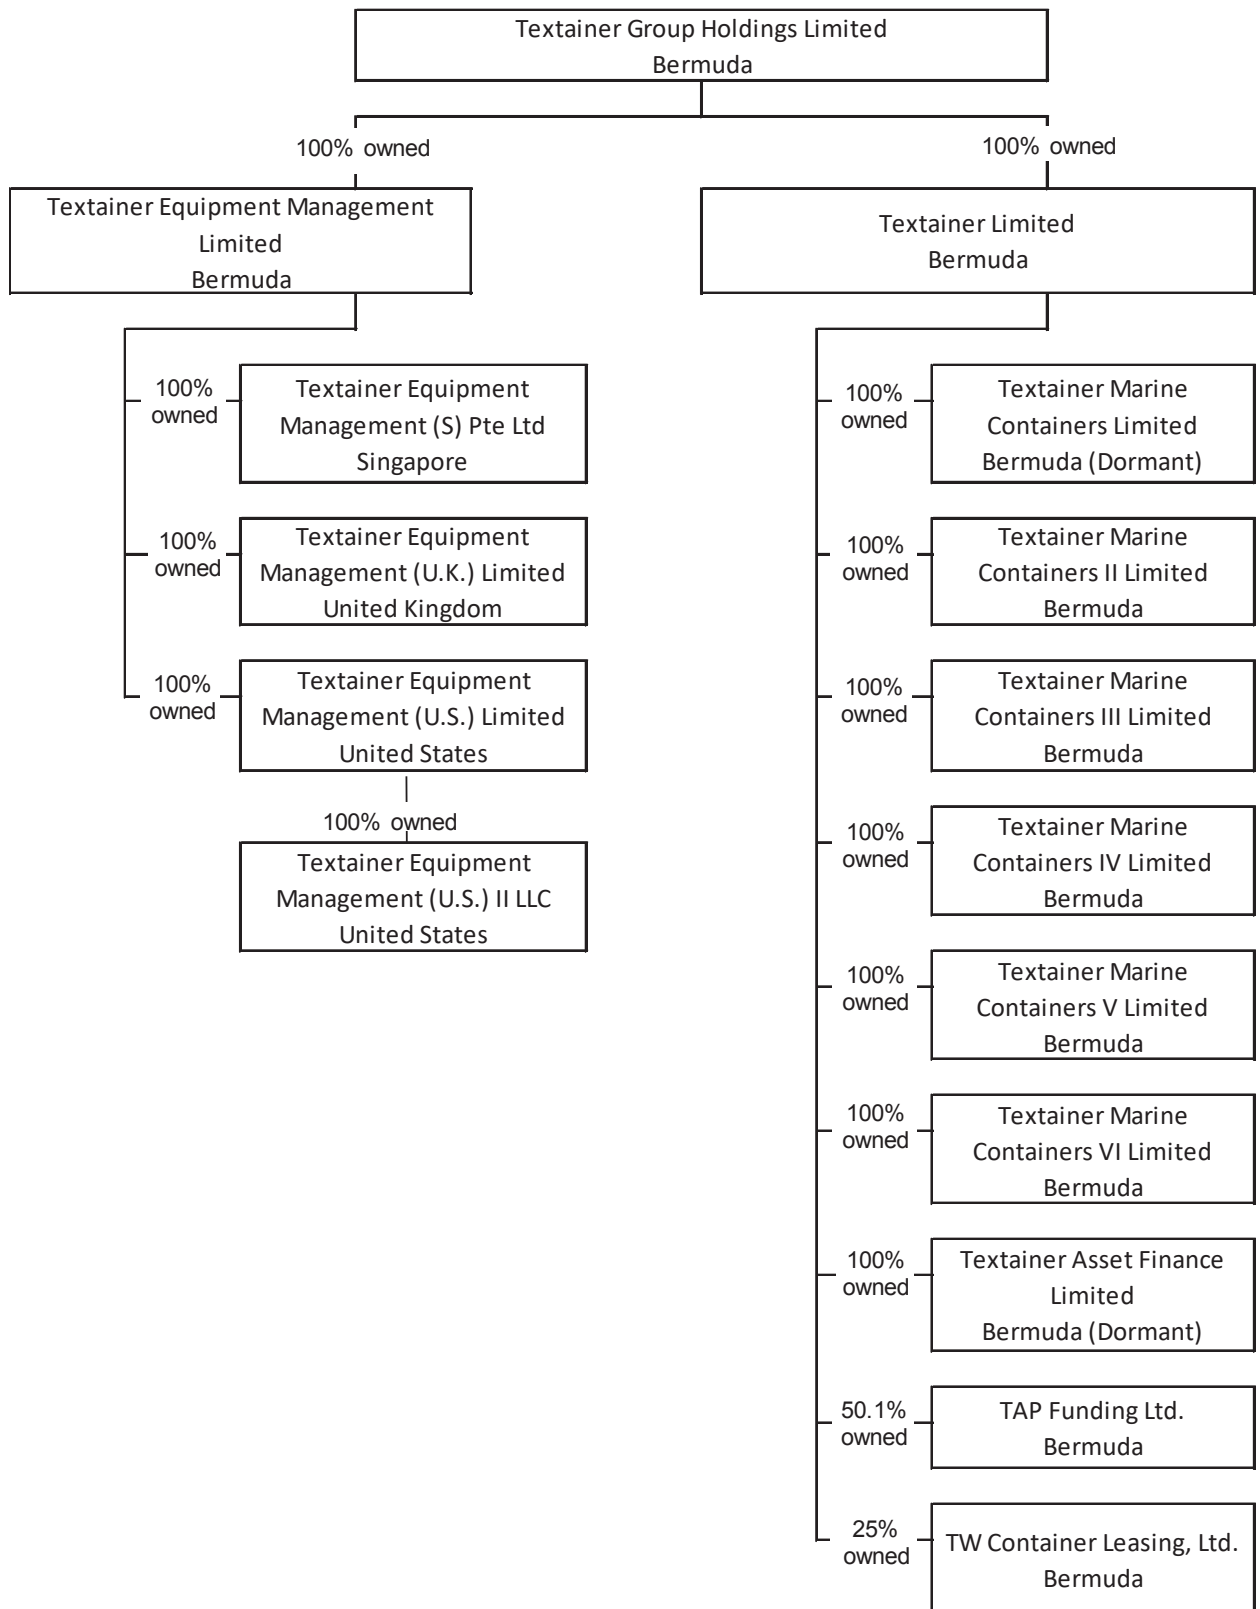 Textainer Group Holdings Limited
Bermuda
100% owned
100% owned
Textainer Equipment Management
Limited
Bermuda
Textainer Limited
Bermuda
100%
owned
Textainer Equipment
Management (S) Pte Ltd
Singapore
100%
owned
Textainer Equipment
Management (U.K.) Limited
United Kingdom
100%
owned
Textainer Equipment
Management (U.S.) Limited
United States
100% owned
Textainer Equipment
Management (U.S.) II LLC
United States
100%
owned
Textainer Marine
Containers Limited
Bermuda (Dormant)
100%
owned
Textainer Marine
Containers II Limited
Bermuda
100%
owned
Textainer Marine
Containers III Limited
Bermuda
100%
owned
Textainer Marine
Containers IV Limited
Bermuda
100%
owned
Textainer Marine
Containers V Limited
Bermuda
100%
owned
Textainer Marine
Containers VI Limited
Bermuda
100%
owned
Textainer Asset Finance
Limited
Bermuda (Dormant)
50.1%
owned
TAP Funding Ltd.
Bermuda
25%
owned
TW Container Leasing, Ltd.
Bermuda